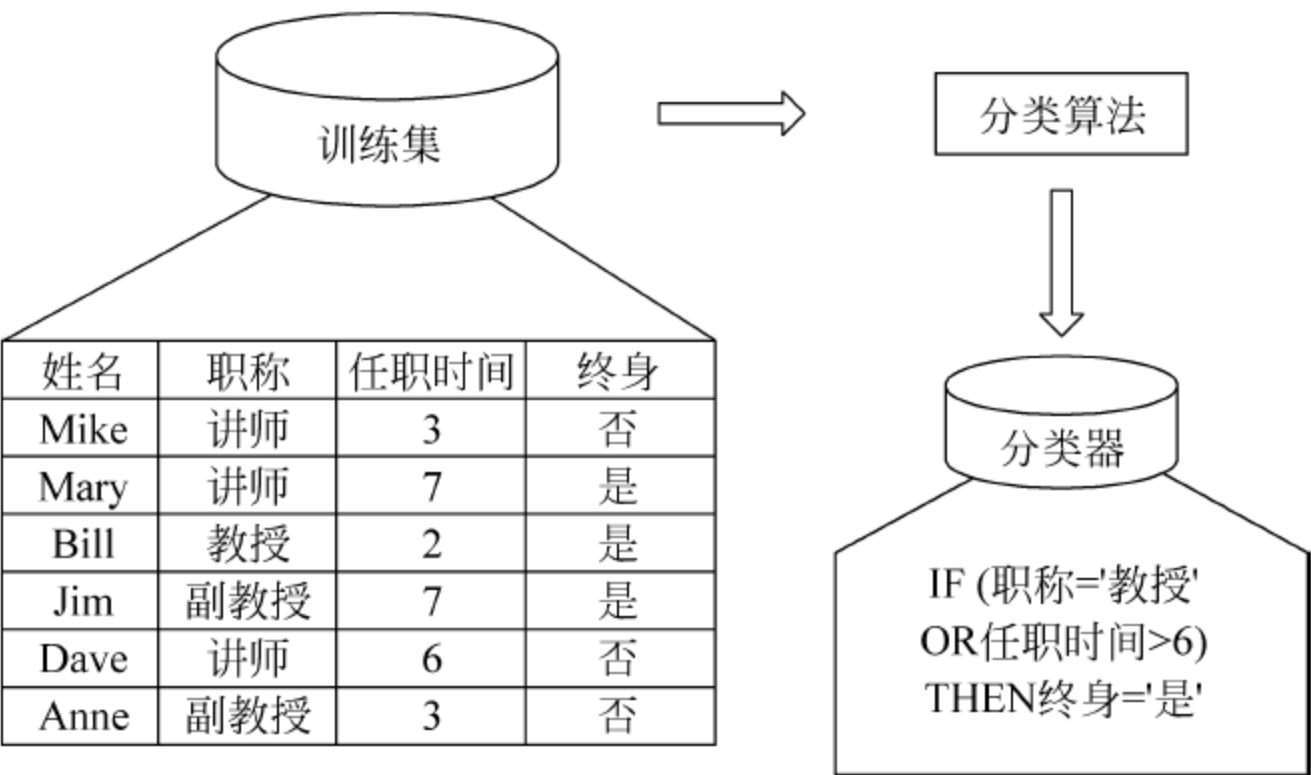 训练集
分类算法
姓名 职称 任职时间 终身
Mike 讲师 3 否
Mary 讲师 7 是
Bill 教授 2 是
Jim 副教授 7 是
Dave 讲师 6 否
Anne 副教授 3 否
分类器
IF (职称='教授'
OR任职时间>6)
THEN终身='是'